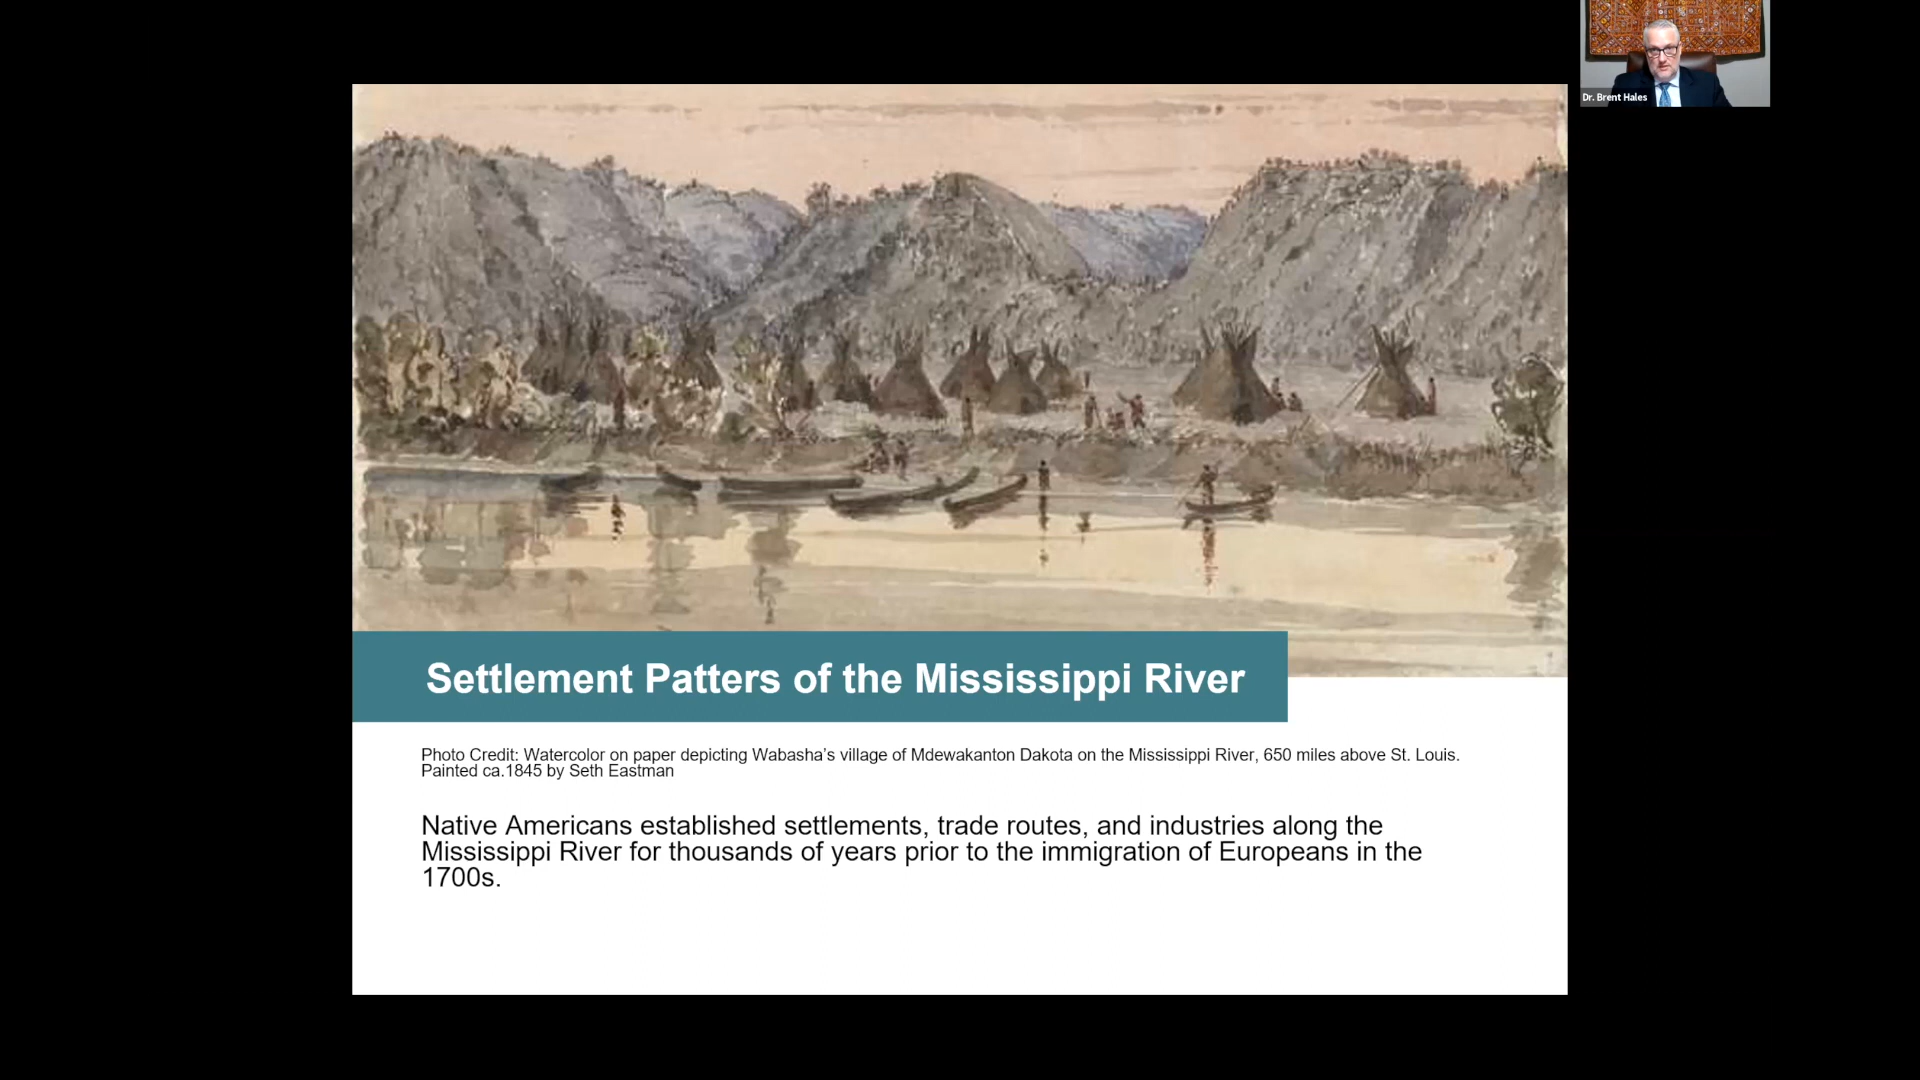 Dr. Brent Hales
Settlement Patters of the Mississippi River
Photo Credit: Watercolor on paper depicting Wabasha’s village of Mdewakanton Dakota on the Mississippi River, 650 miles above St. Louis.
Painted ca.1845 by Seth Eastman
Native Americans established settlements, trade routes, and industries along the
Mississippi River for thousands of years prior to the immigration of Europeans in the
1700s.